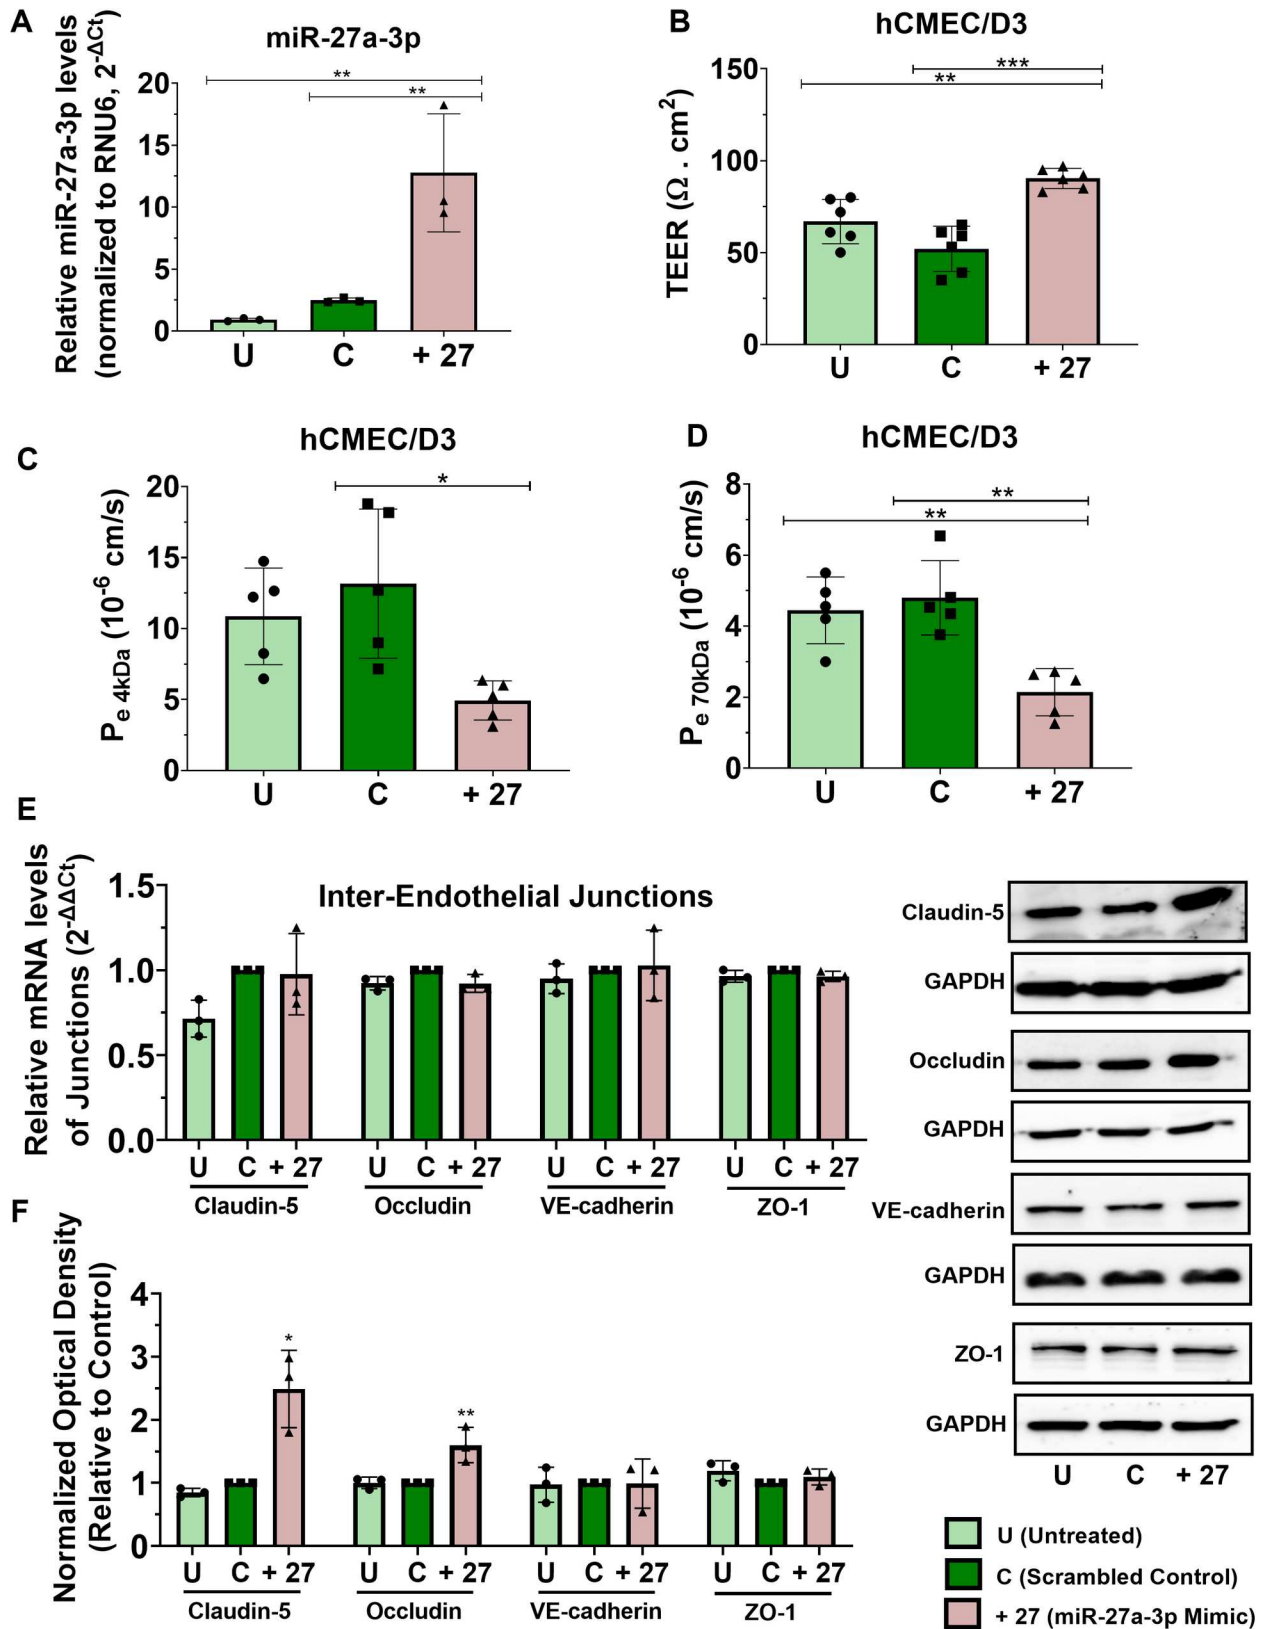 A
miR-27a-3p
Relative miR-27a-3p levels
(normalized to RNU6, 2^-ΔCt)
**
**
20
15
10
5
0
U C + 27
B
hCMEC/D3
TEER (Ω . cm²)
***
**
150
100
50
0
U C + 27
C
hCMEC/D3
Pe 4kDa (10⁻⁶ cm/s)
*
20
15
10
5
0
U C + 27
D
hCMEC/D3
Pe 70kDa (10⁻⁶ cm/s)
**
**
8
6
4
2
0
U C + 27
E
Inter-Endothelial Junctions
Relative mRNA levels
of Junctions (2^-ΔΔCt)
1.5
1.0
0.5
0.0
U C + 27 U C + 27 U C + 27 U C + 27
Claudin-5 Occludin VE-cadherin ZO-1
F
Normalized Optical Density
(Relative to Control)
4
3
2
1
0
*
**
U C + 27 U C + 27 U C + 27 U C + 27
Claudin-5 Occludin VE-cadherin ZO-1
Claudin-5
GAPDH
Occludin
GAPDH
VE-cadherin
GAPDH
ZO-1
GAPDH
U C + 27
U (Untreated)
C (Scrambled Control)
+ 27 (miR-27a-3p Mimic)